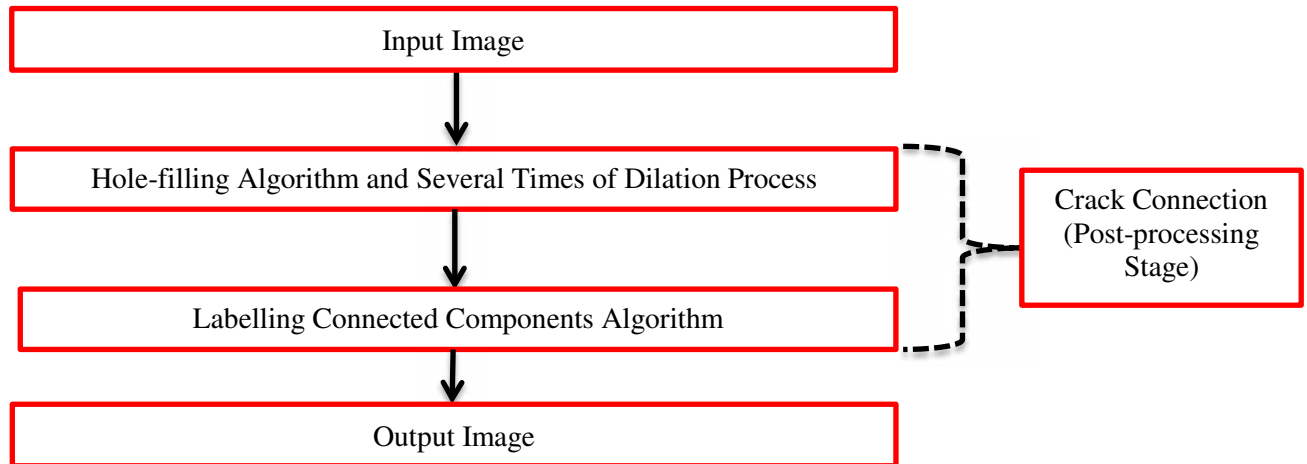 Input Image
Hole-filling Algorithm and Several Times of Dilation Process
Crack Connection
(Post-processing
Stage)
Labelling Connected Components Algorithm
Output Image